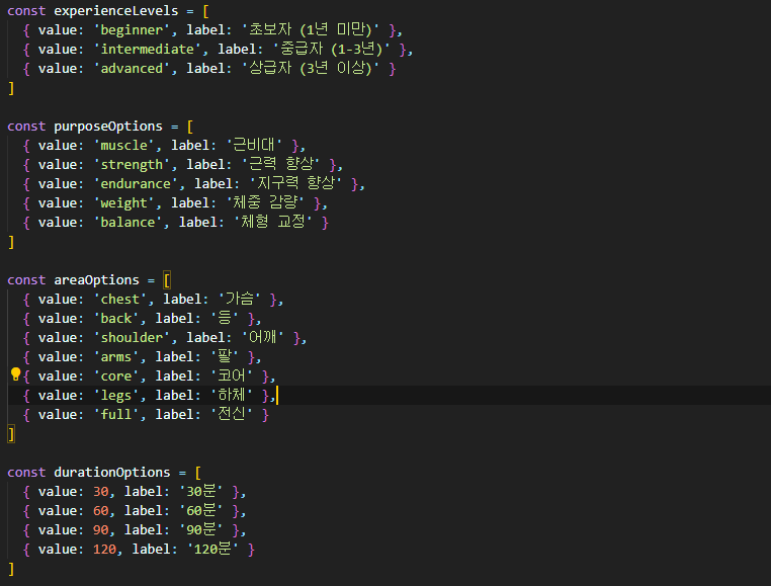 const experienceLevels = [
  { value: 'beginner', label: '초보자 (1년 미만)' },
  { value: 'intermediate', label: '중급자 (1-3년)' },
  { value: 'advanced', label: '상급자 (3년 이상)' }
]

const purposeOptions = [
  { value: 'muscle', label: '근비대' },
  { value: 'strength', label: '근력 향상' },
  { value: 'endurance', label: '지구력 향상' },
  { value: 'weight', label: '체중 감량' },
  { value: 'balance', label: '체형 교정' }
]

const areaOptions = [
  { value: 'chest', label: '가슴' },
  { value: 'back', label: '등' },
  { value: 'shoulder', label: '어깨' },
  { value: 'arms', label: '팔' },
  { value: 'core', label: '코어' },
  { value: 'legs', label: '하체' },
  { value: 'full', label: '전신' }
]

const durationOptions = [
  { value: 30, label: '30분' },
  { value: 60, label: '60분' },
  { value: 90, label: '90분' },
  { value: 120, label: '120분' }
]